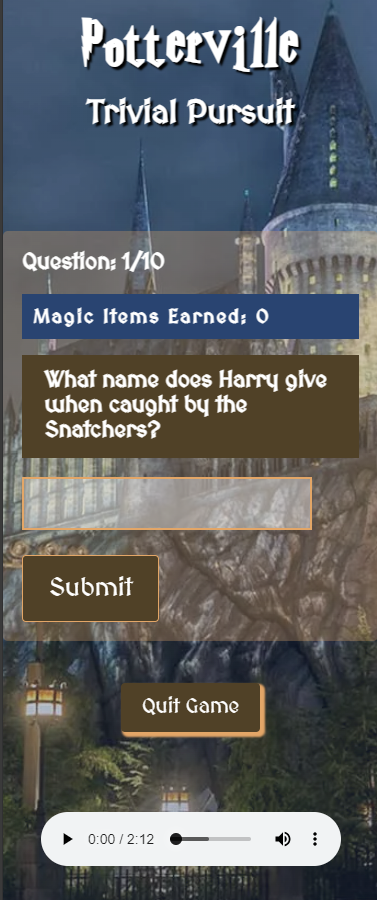 Potterville
Trivial Pursuit
Question: 1/10
Magic Items Earned: 0
What name does Harry give
when caught by the
Snatchers?
Submit
Quit Game
0:00 / 2:12